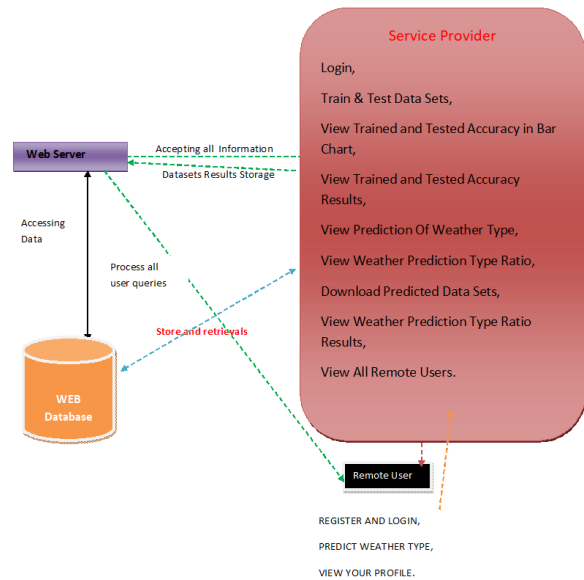 Service Provider
Login,
Train & Test Data Sets,
View Trained and Tested Accuracy in Bar
Chart,
View Trained and Tested Accuracy
Results,
View Prediction Of Weather Type,
View Weather Prediction Type Ratio,
Download Predicted Data Sets,
View Weather Prediction Type Ratio
Results,
View All Remote Users.
Web Server
Accepting all Information
Datasets Results Storage
Accessing
Data
Process all
user queries
Store and retrievals
WEB
Database
Remote User
REGISTER AND LOGIN,
PREDICT WEATHER TYPE,
VIEW YOUR PROFILE.